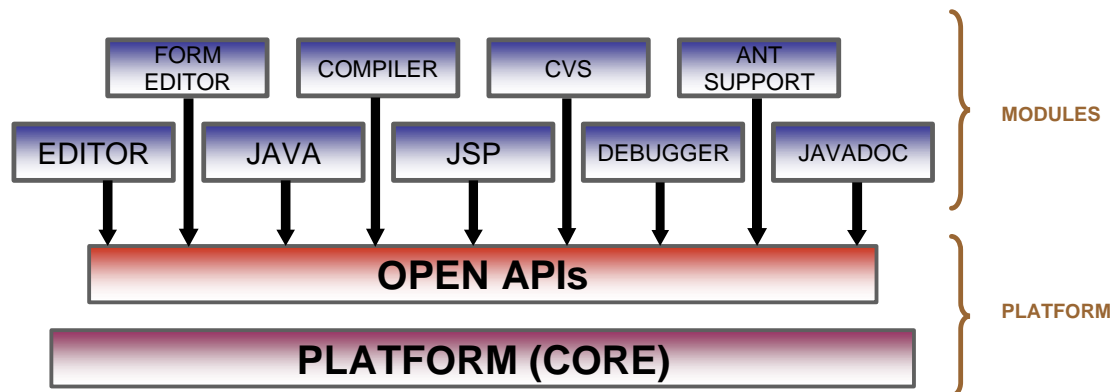 FORM
EDITOR
COMPILER
CVS
ANT
SUPPORT
MODULES
EDITOR
JAVA
JSP
DEBUGGER
JAVADOC
OPEN APIs
PLATFORM
PLATFORM (CORE)